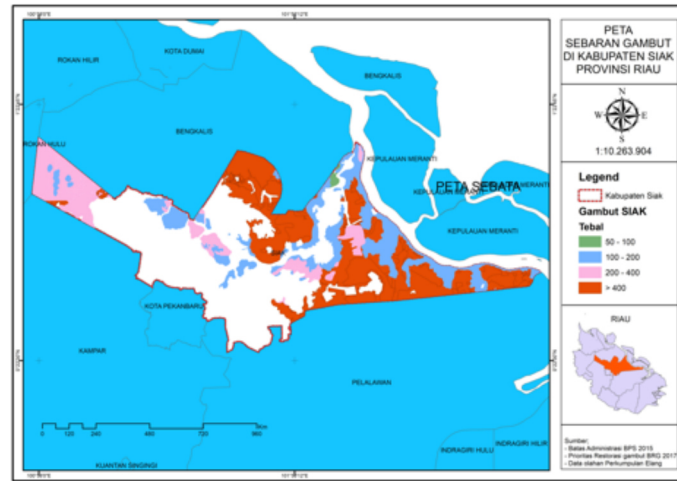 PETA
SEBARAN GAMBUT
DI KABUPATEN SIAK
PROVINSI RIAU
N
W
E
S
1:10.263.904
Legend
Kabupaten Siak
Gambut SIAK
Tebal
50 - 100
100 - 200
200 - 400
> 400
RIAU
Sumber;
- Batas Administrasi BPS 2015
- Prioritas Restorasi gambut BRG 2017
- Data olahan Perkumpulan Elang
KOTA DUMAI
ROKAN HILIR
BENGKALIS
BENGKALIS
ROKAN HULU
KEPULAUAN MERANTI
PETA SEBATA
KEPULAUAN MERANTI
SIAK
KOTA PEKANBARU
KAMPAR
PELALAWAN
INDRAGIRI HILIR
INDRAGIRI HULU
KUANTAN SINGINGI
Km
0
120
240
480
720
960